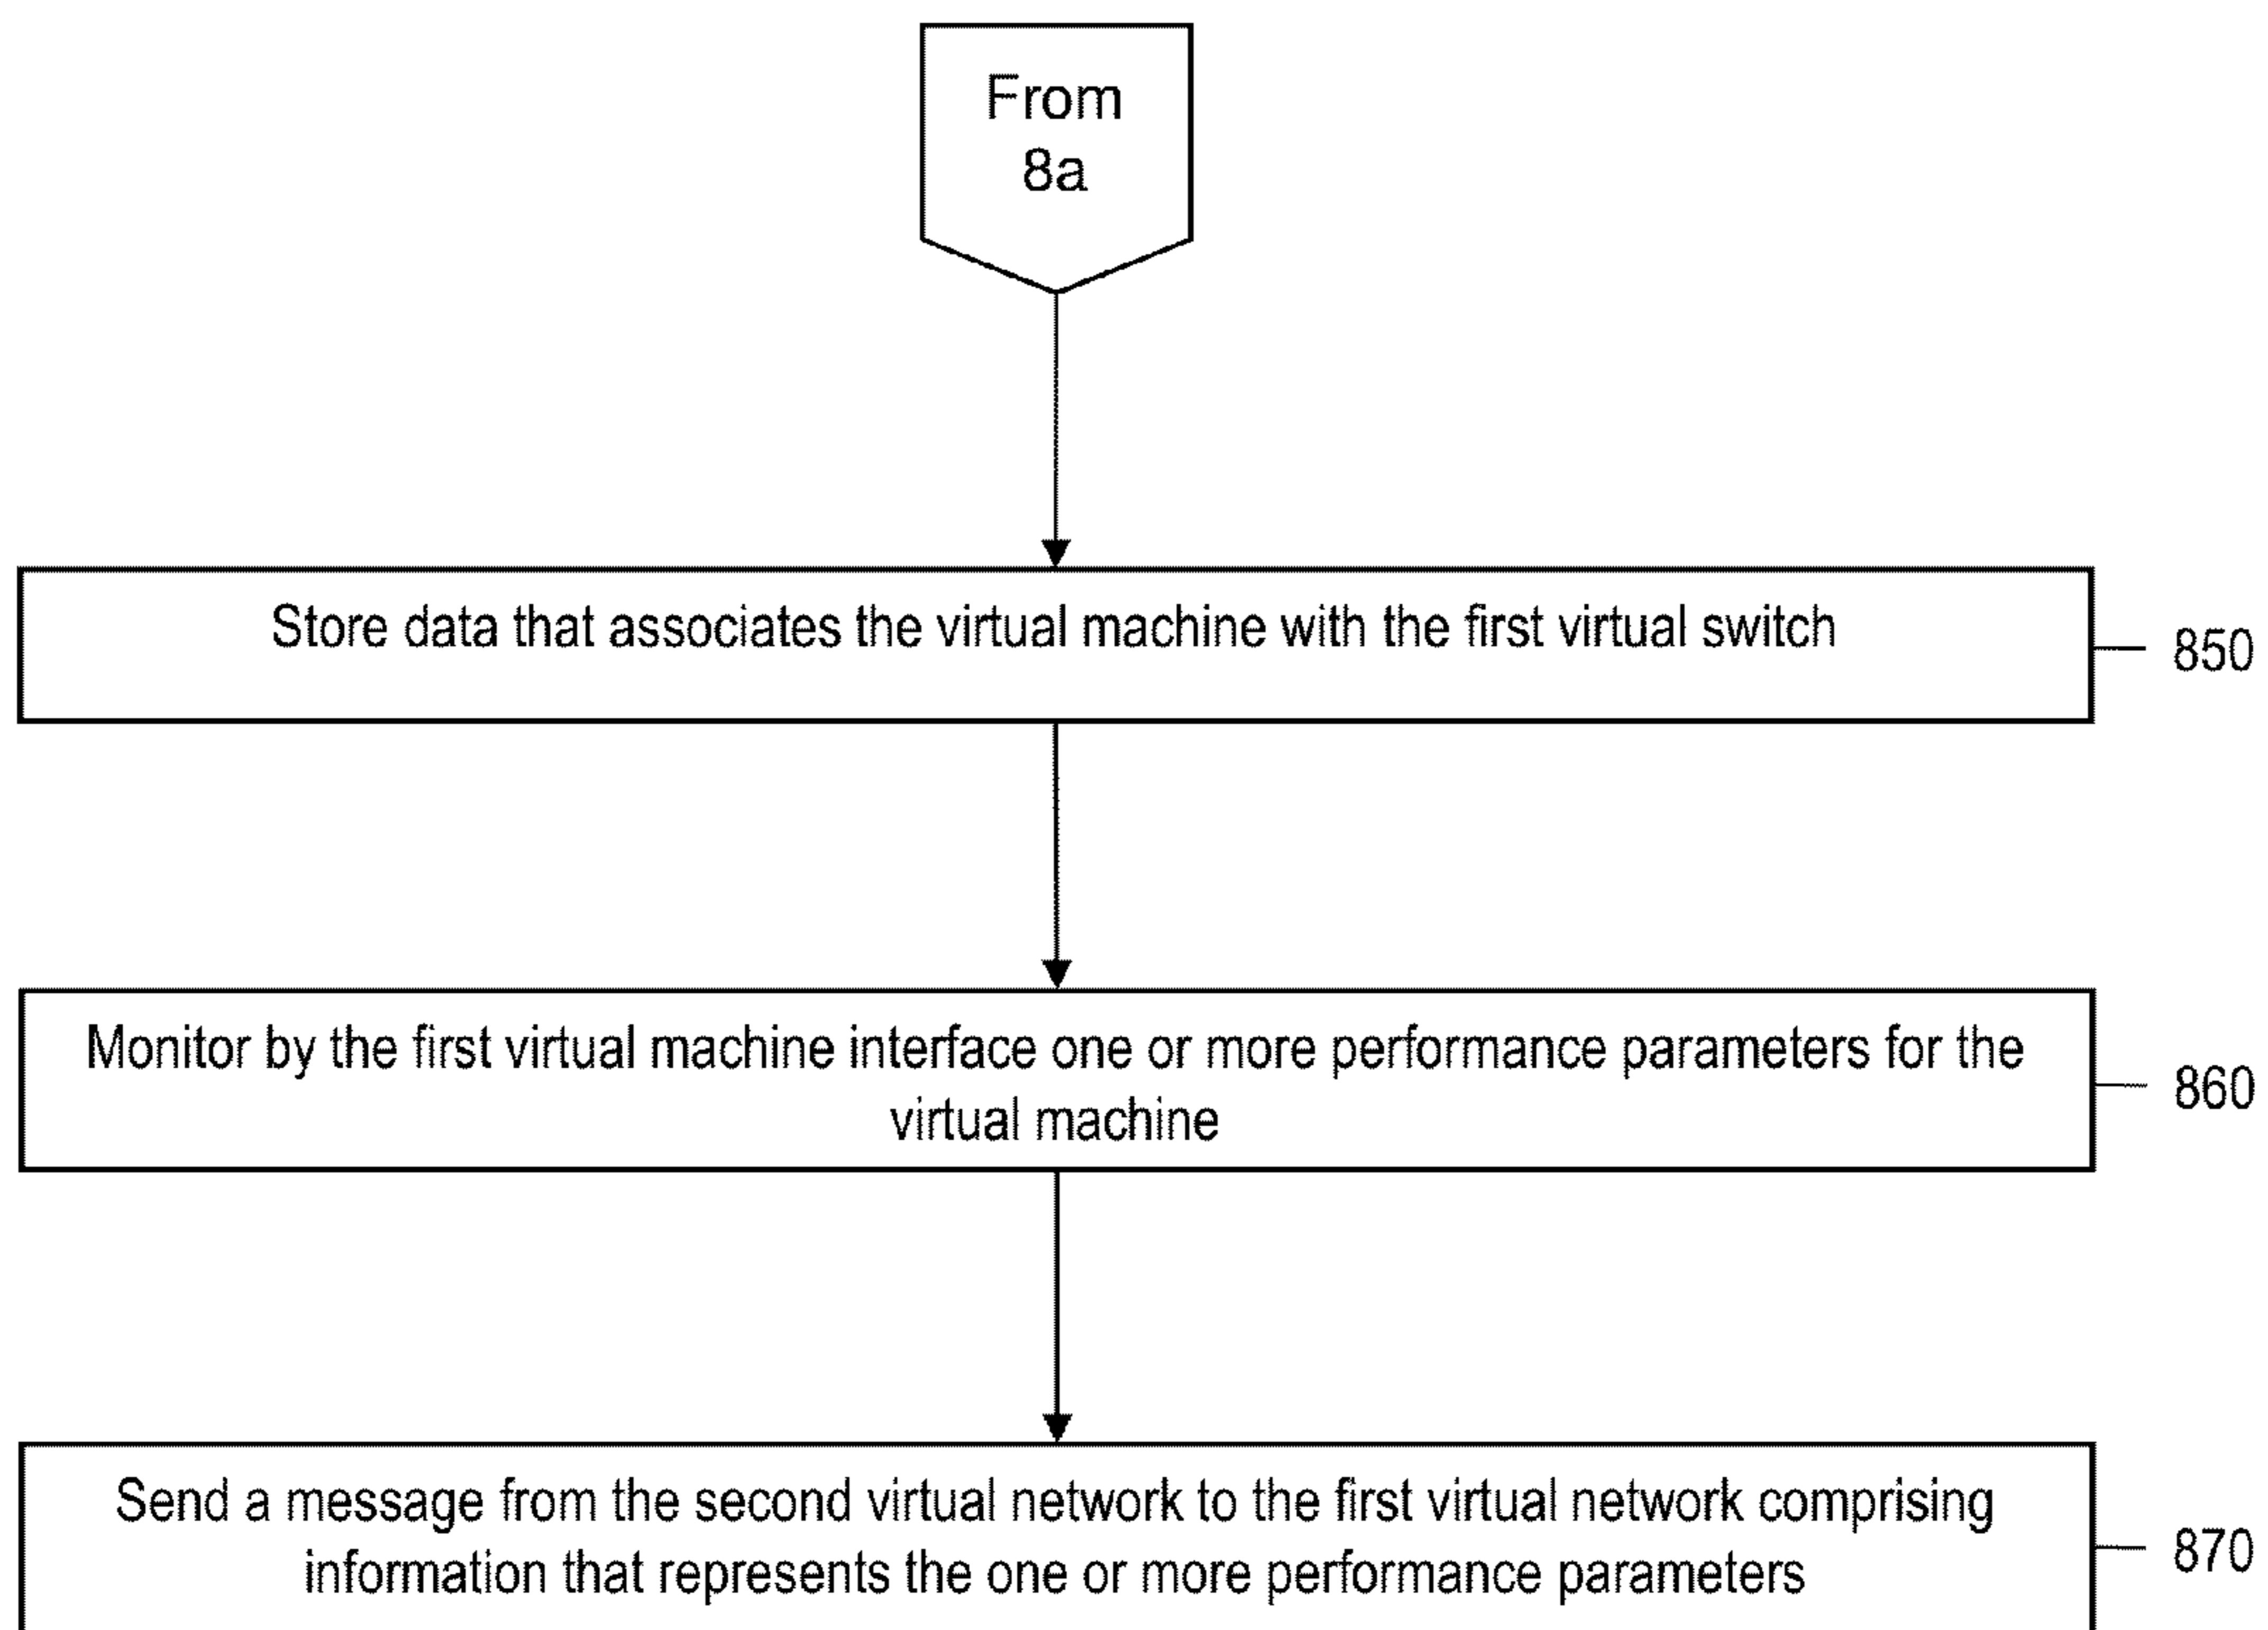 From
8a
Store data that associates the virtual machine with the first virtual switch
850
Monitor by the first virtual machine interface one or more performance parameters for the
virtual machine
860
Send a message from the second virtual network to the first virtual network comprising
information that represents the one or more performance parameters
870